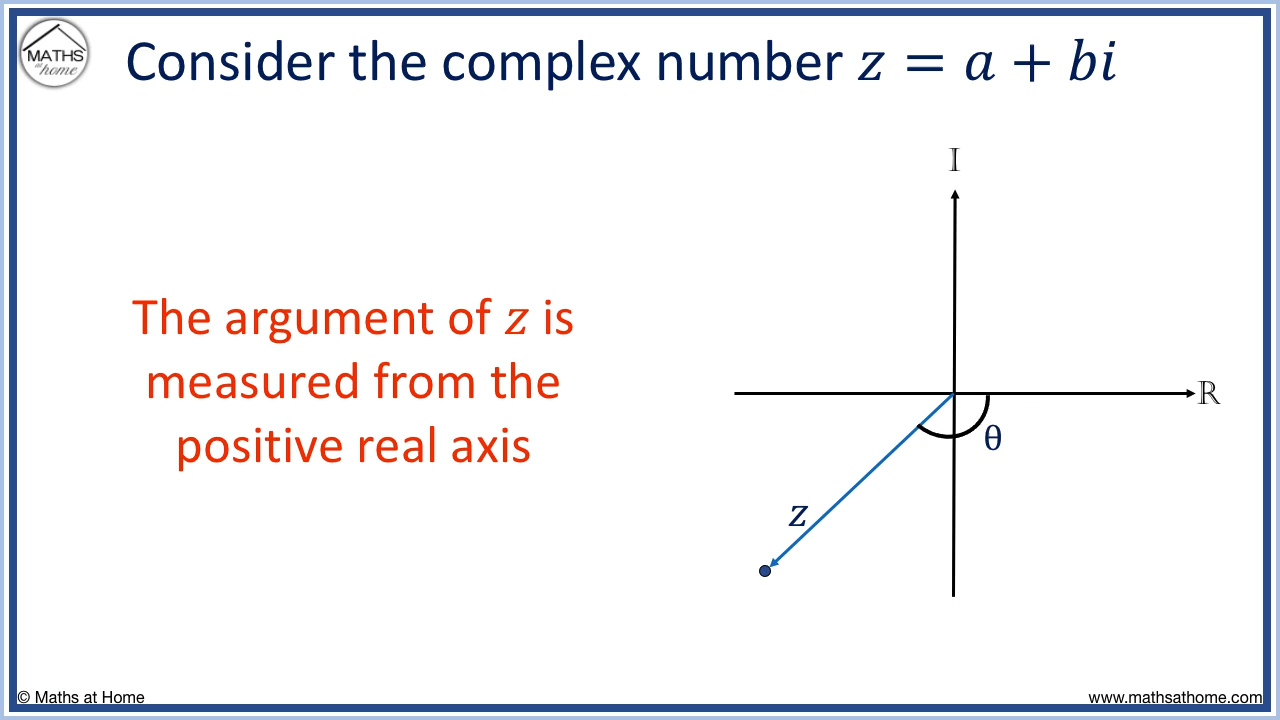 MATHS
at
home
Consider the complex number z = a + bi
𝕀
The argument of z is
measured from the
positive real axis
ℝ
θ
z
© Maths at Home
www.mathsathome.com